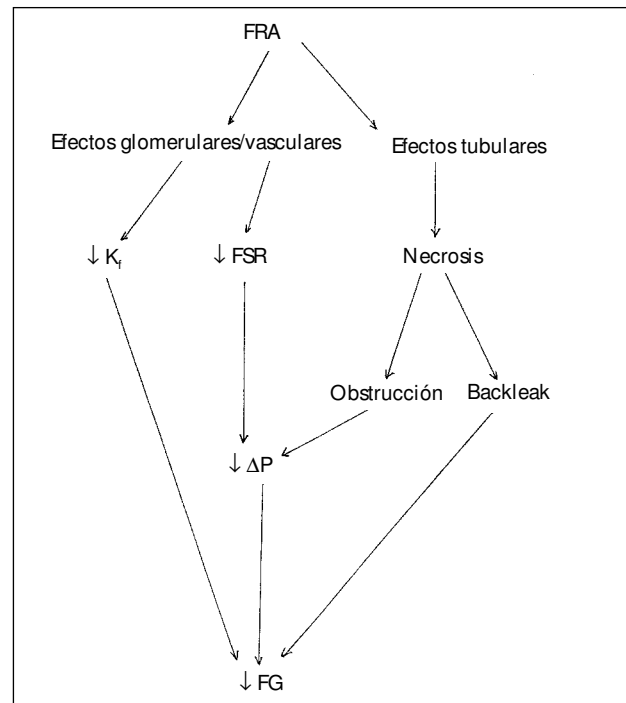 FRA
Efectos glomerulares/vasculares
Efectos tubulares
↓ Kf
↓ FSR
Necrosis
Obstrucción
Backleak
↓ ΔP
↓ FG